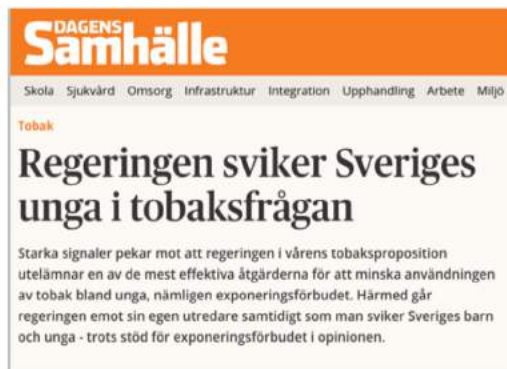 DAGENS
Samhälle
Skola Sjukvård Omsorg Infrastruktur Integration Upphandling Arbete Miljö
Tobak
Regeringen sviker Sveriges
unga i tobaksfrågan
Starka signaler pekar mot att regeringen i vårens tobaksproposition
utelämnar en av de mest effektiva åtgärderna för att minska användningen
av tobak bland unga, nämligen exponeringsförbudet. Härmed går
regeringen emot sin egen utredare samtidigt som man sviker Sveriges barn
och unga - trots stöd för exponeringsförbudet i opinionen.